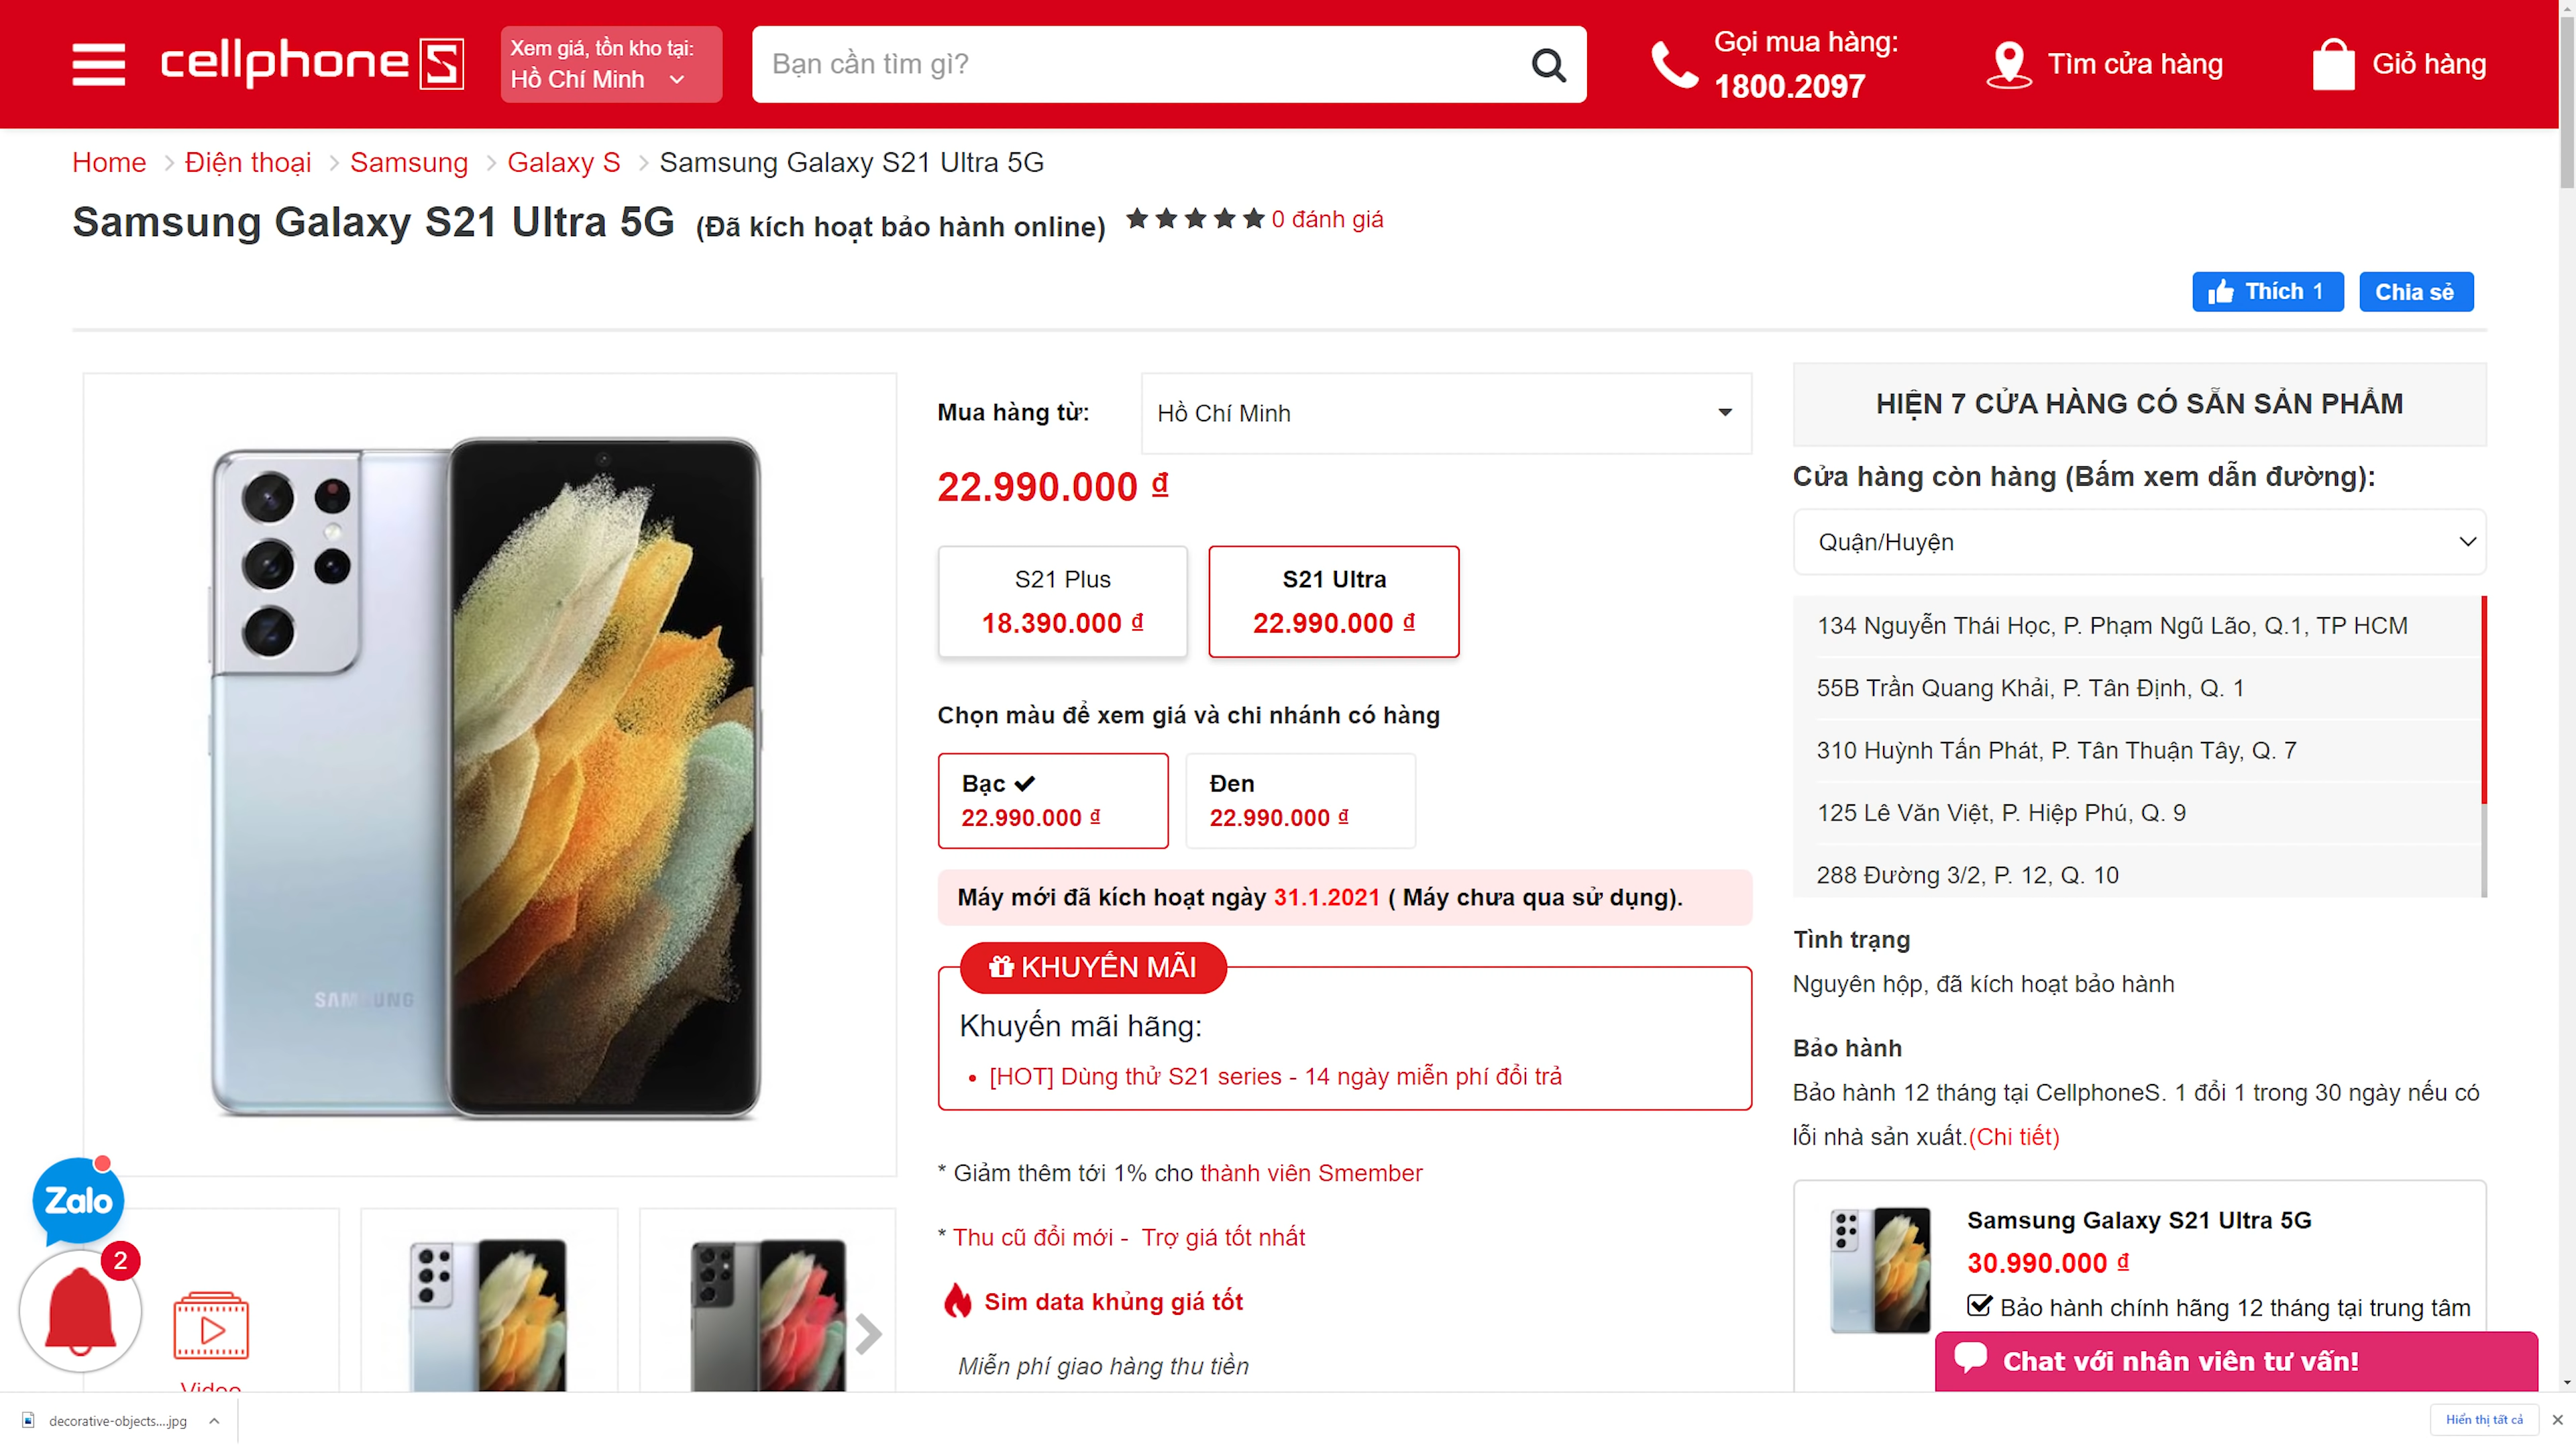 cellphoneS
Xem giá, tồn kho tại:
Hồ Chí Minh
Bạn cần tìm gì?
Gọi mua hàng:
1800.2097
Tìm cửa hàng
Giỏ hàng
Home > Điện thoại > Samsung > Galaxy S > Samsung Galaxy S21 Ultra 5G
Samsung Galaxy S21 Ultra 5G (Đã kích hoạt bảo hành online) ★★★★★ 0 đánh giá
Thích 1
Chia sẻ
SAMSUNG
Mua hàng từ:
Hồ Chí Minh
22.990.000 ₫
S21 Plus
18.390.000 ₫
S21 Ultra
22.990.000 ₫
Chọn màu để xem giá và chi nhánh có hàng
Bạc
22.990.000 ₫
Đen
22.990.000 ₫
Máy mới đã kích hoạt ngày 31.1.2021 ( Máy chưa qua sử dụng).
KHUYẾN MÃI
Khuyến mãi hãng:
• [HOT] Dùng thử S21 series - 14 ngày miễn phí đổi trả
* Giảm thêm tới 1% cho thành viên Smember
* Thu cũ đổi mới - Trợ giá tốt nhất
Sim data khủng giá tốt
Miễn phí giao hàng thu tiền
HIỆN 7 CỬA HÀNG CÓ SẴN SẢN PHẨM
Cửa hàng còn hàng (Bấm xem dẫn đường):
Quận/Huyện
134 Nguyễn Thái Học, P. Phạm Ngũ Lão, Q.1, TP HCM
55B Trần Quang Khải, P. Tân Định, Q. 1
310 Huỳnh Tấn Phát, P. Tân Thuận Tây, Q. 7
125 Lê Văn Việt, P. Hiệp Phú, Q. 9
288 Đường 3/2, P. 12, Q. 10
Tình trạng
Nguyên hộp, đã kích hoạt bảo hành
Bảo hành
Bảo hành 12 tháng tại CellphoneS. 1 đổi 1 trong 30 ngày nếu có
lỗi nhà sản xuất.(Chi tiết)
Samsung Galaxy S21 Ultra 5G
30.990.000 ₫
Bảo hành chính hãng 12 tháng tại trung tâm
Chat với nhân viên tư vấn!
Zalo
2
Video
decorative-objects....jpg
Hiển thị tất cả